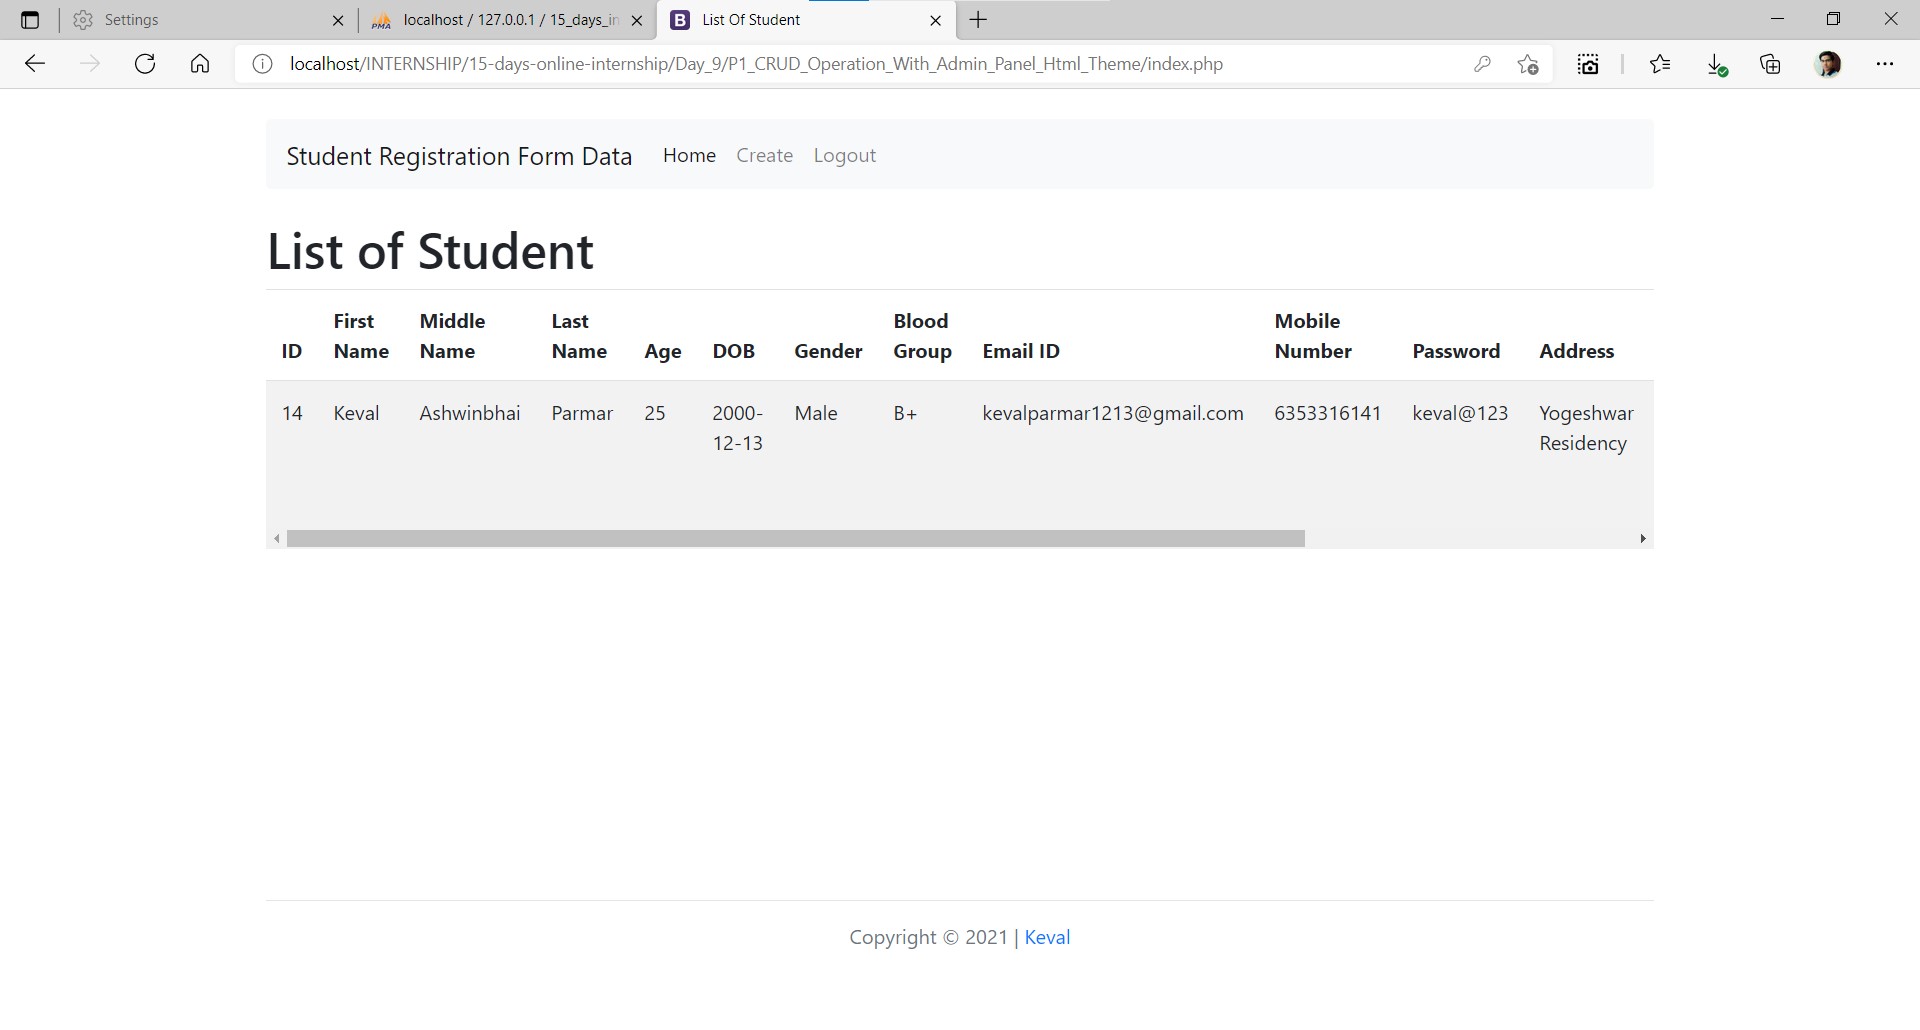 Settings
localhost / 127.0.0.1 / 15_days_in
List Of Student
localhost/INTERNSHIP/15-days-online-internship/Day_9/P1_CRUD_Operation_With_Admin_Panel_Html_Theme/index.php
Student Registration Form Data Home Create Logout
List of Student
ID First Name Middle Name Last Name Age DOB Gender Blood Group Email ID Mobile Number Password Address
14 Keval Ashwinbhai Parmar 25 2000-12-13 Male B+ kevalparmar1213@gmail.com 6353316141 keval@123 Yogeshwar Residency
Copyright © 2021 | Keval